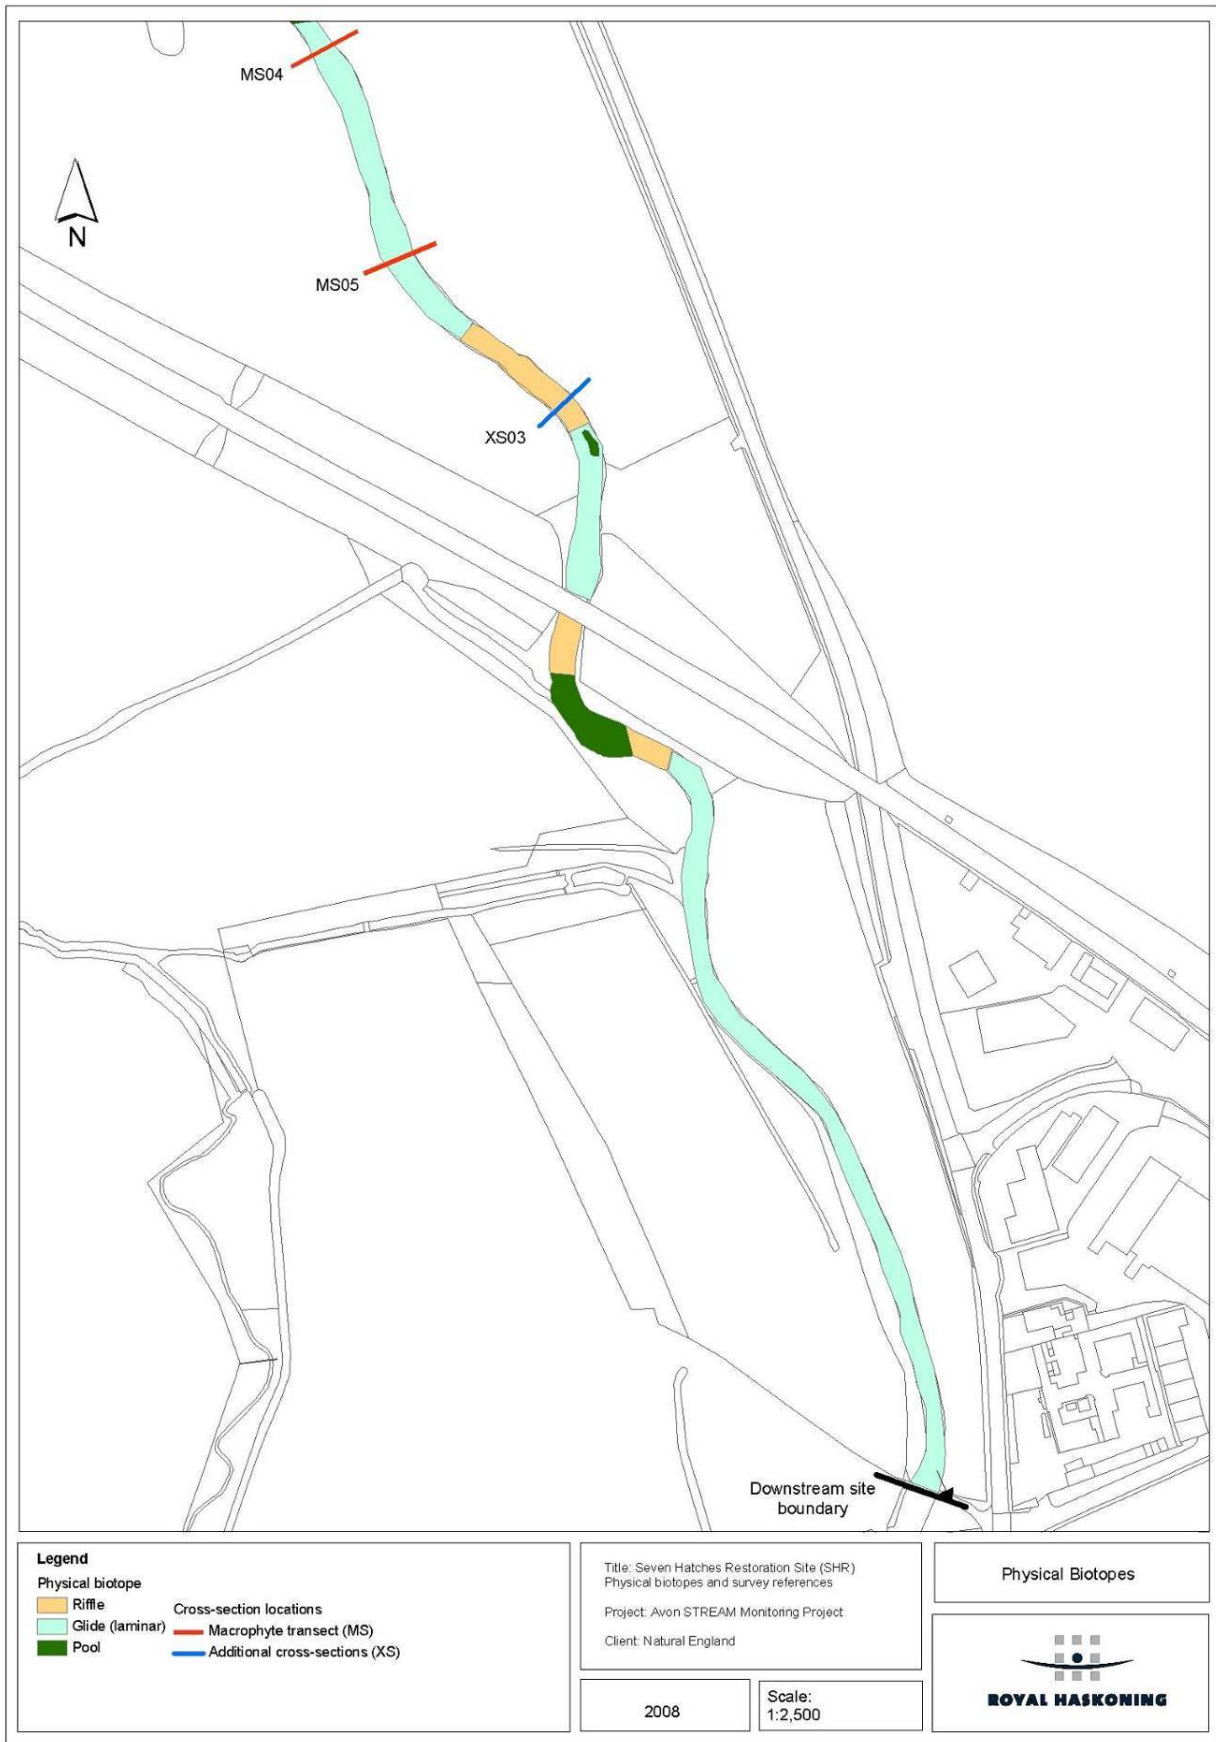 MS04
N
MS05
XS03
Downstream site
boundary
Legend
Physical biotope
Riffle
Glide (laminar)
Pool
Cross-section locations
Macrophyte transect (MS)
Additional cross-sections (XS)
Title: Seven Hatches Restoration Site (SHR)
Physical biotopes and survey references
Project: Avon STREAM Monitoring Project
Client: Natural England
2008
Scale:
1:2,500
Physical Biotopes
ROYAL HASKONING